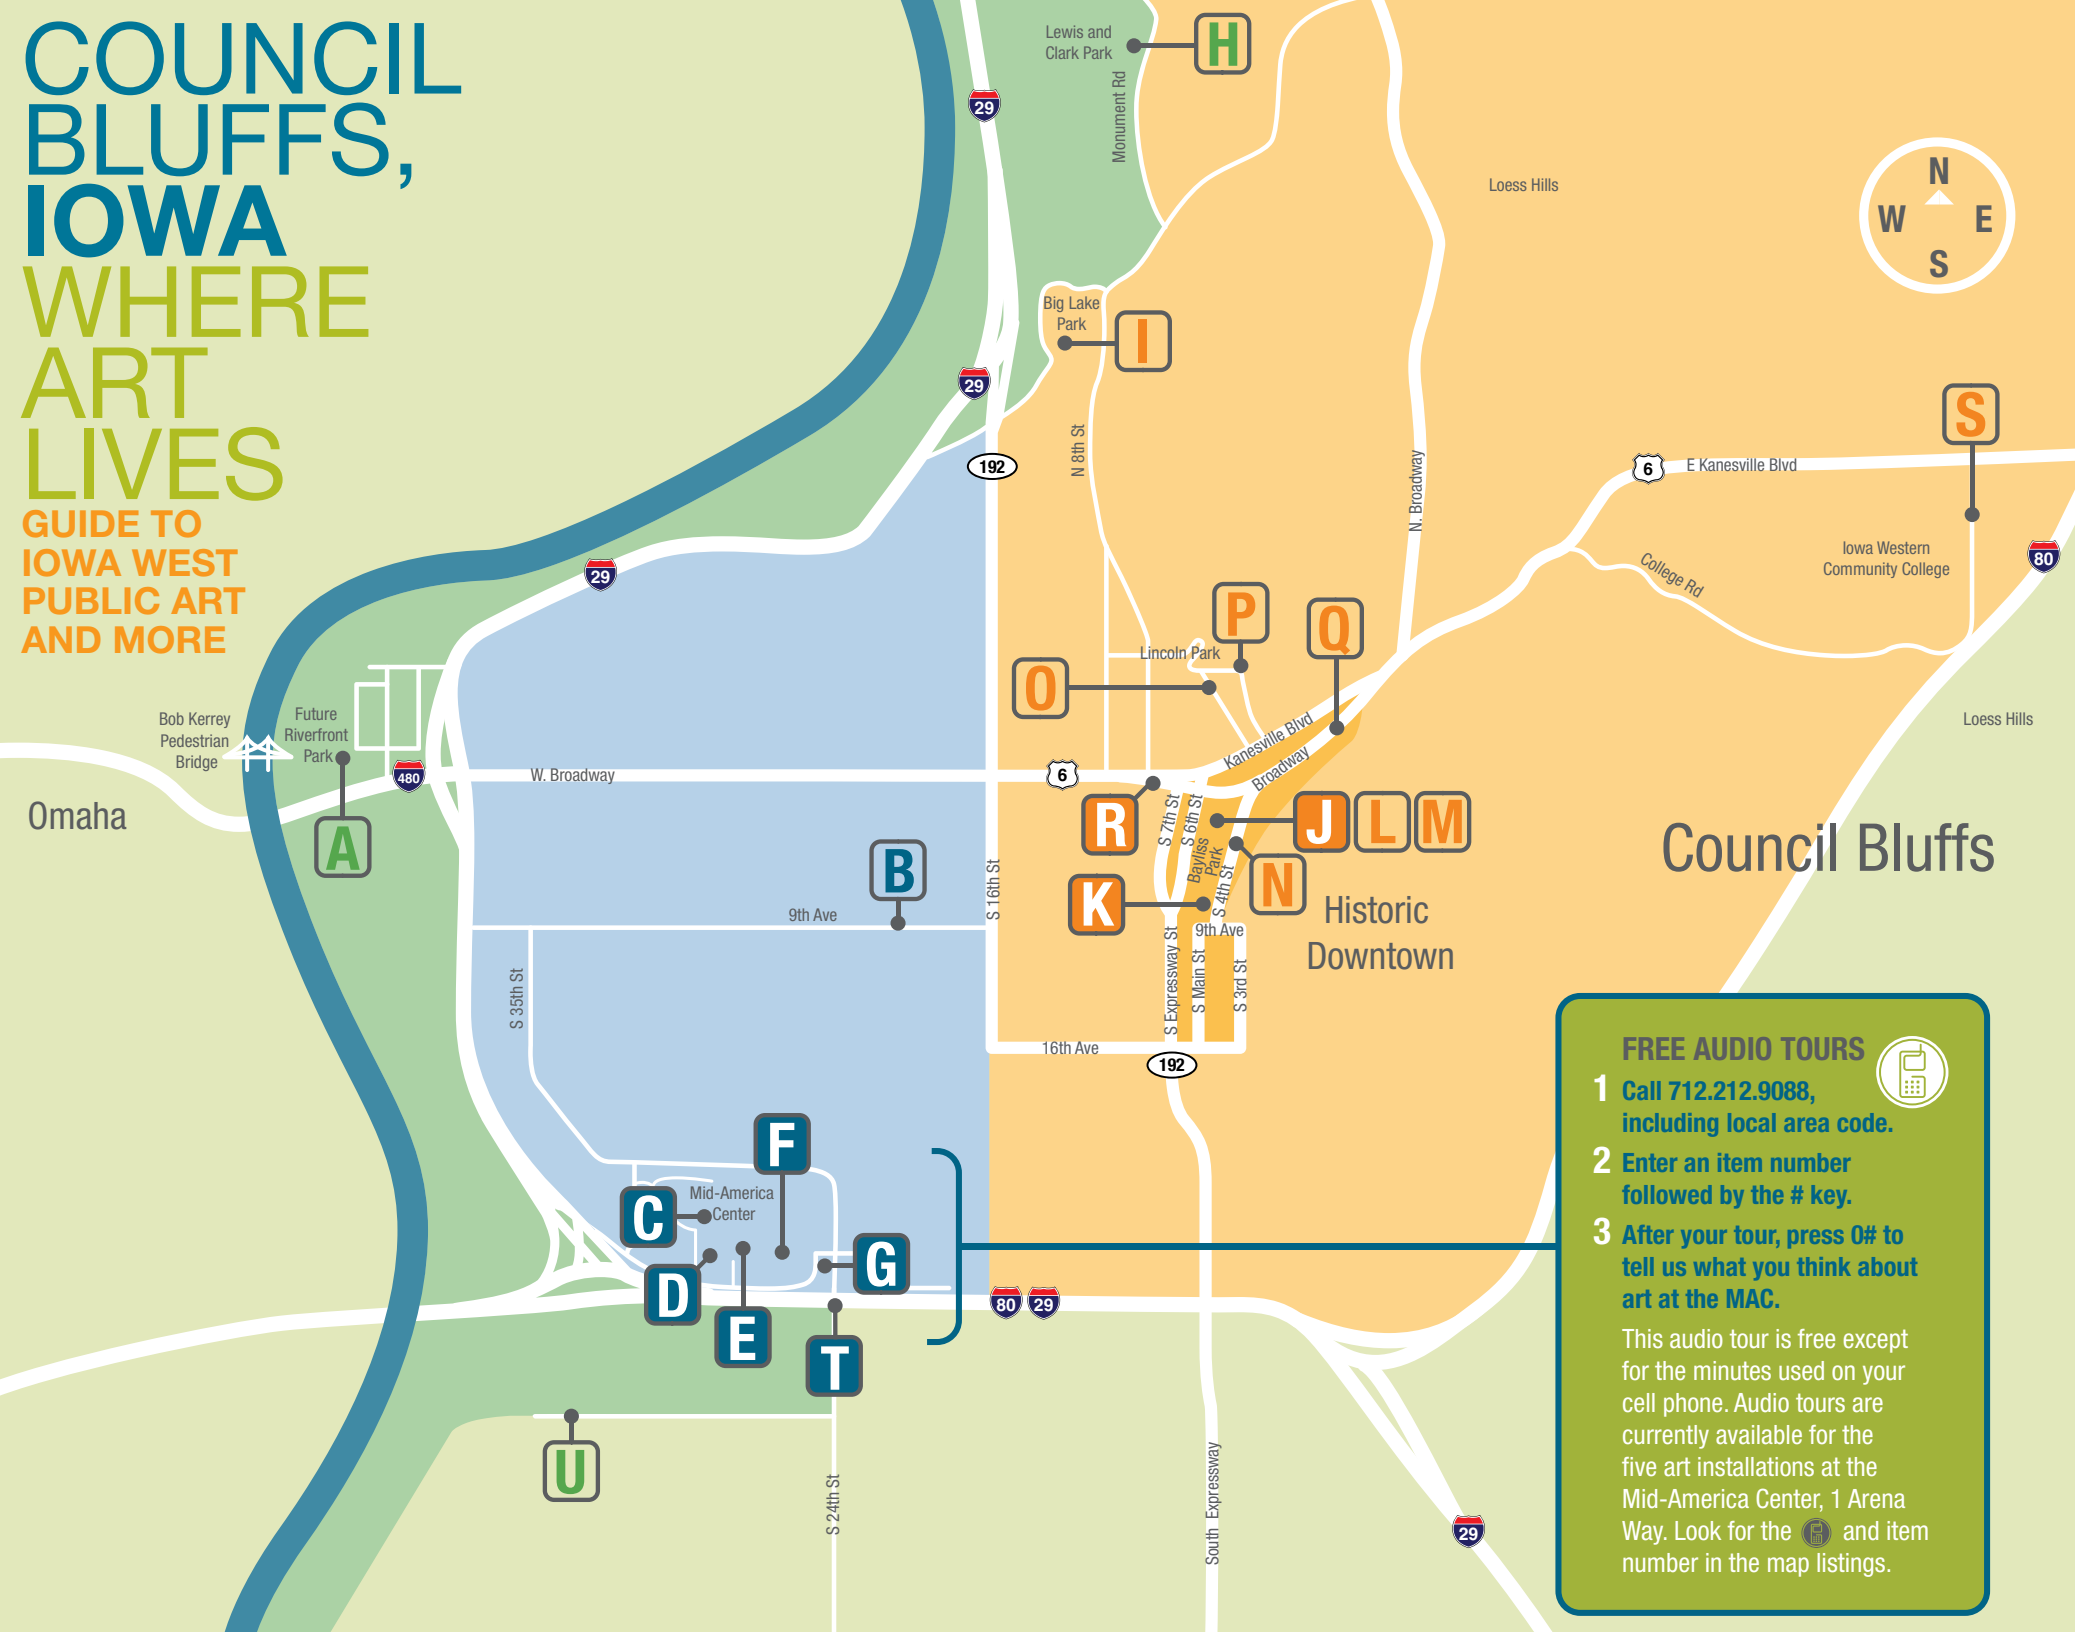 COUNCIL
BLUFFS,
IOWA
WHERE
ART
LIVES
GUIDE TO
IOWA WEST
PUBLIC ART
AND MORE
Lewis and
Clark Park
H
Monument Rd
29
Loess Hills
N
W E
S
Big Lake
Park
I
29
192
N 8th St
N. Broadway
S
6
E Kanesville Blvd
College Rd
Iowa Western
Community College
80
29
P
Q
Lincoln Park
O
Loess Hills
Bob Kerrey
Pedestrian
Bridge
Future
Riverfront
Park
480
W. Broadway
6
Kanesville Blvd
Broadway
Omaha
A
B
R
S 7th St
S 6th St
J
L
M
Bayliss
Park
N
K
S 4th St
Council Bluffs
Historic
Downtown
S 16th St
9th Ave
9th Ave
S 35th St
S Expressway St
S Main St
S 3rd St
16th Ave
192
F
C
Mid-America
Center
D
G
E
T
80
29
U
S 24th St
South Expressway
29
FREE AUDIO TOURS
1 Call 712.212.9088,
including local area code.
2 Enter an item number
followed by the # key.
3 After your tour, press 0# to
tell us what you think about
art at the MAC.
This audio tour is free except
for the minutes used on your
cell phone. Audio tours are
currently available for the
five art installations at the
Mid-America Center, 1 Arena
Way. Look for the and item
number in the map listings.